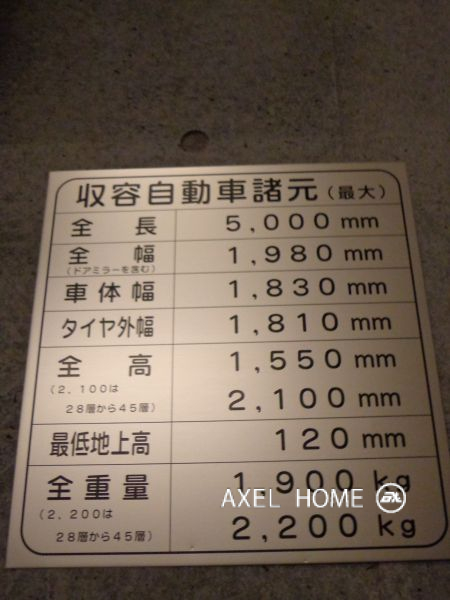 収容自動車諸元(最大)
全長 5,000mm
全幅 1,980mm
(ドアミラーを含む)
車体幅 1,830mm
タイヤ外幅 1,810mm
全高 1,550mm
(2,100は
28層から45層) 2,100mm
最低地上高 120mm
全重量 1,900kg
(2,200は
28層から45層) 2,200kg
AXEL HOME